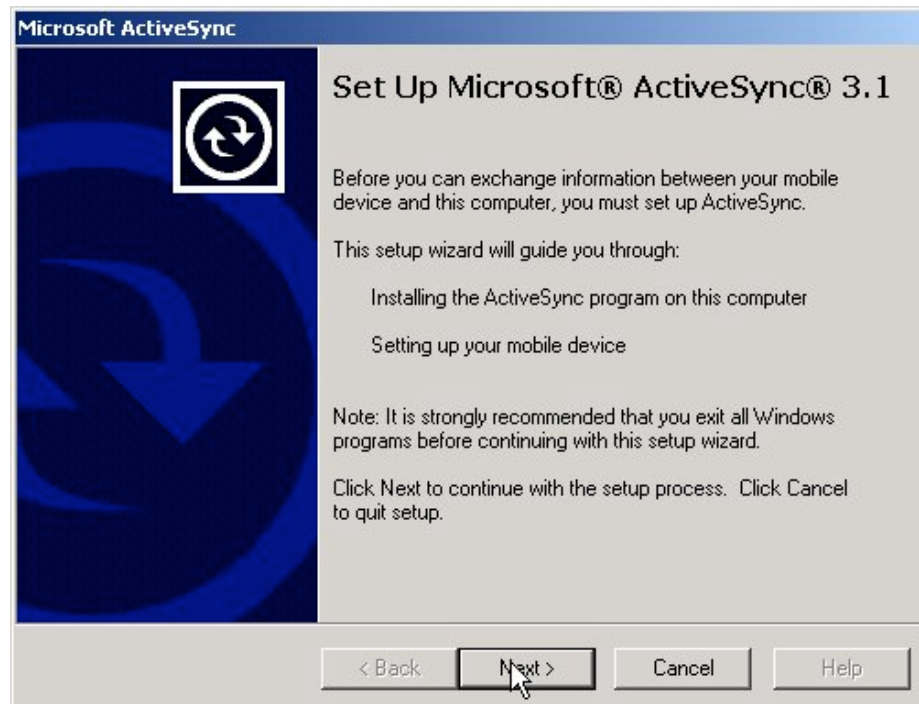 Microsoft ActiveSync
Set Up Microsoft® ActiveSync® 3.1
Before you can exchange information between your mobile
device and this computer, you must set up ActiveSync.
This setup wizard will guide you through:
Installing the ActiveSync program on this computer
Setting up your mobile device
Note: It is strongly recommended that you exit all Windows
programs before continuing with this setup wizard.
Click Next to continue with the setup process.  Click Cancel
to quit setup.
< Back Next > Cancel Help